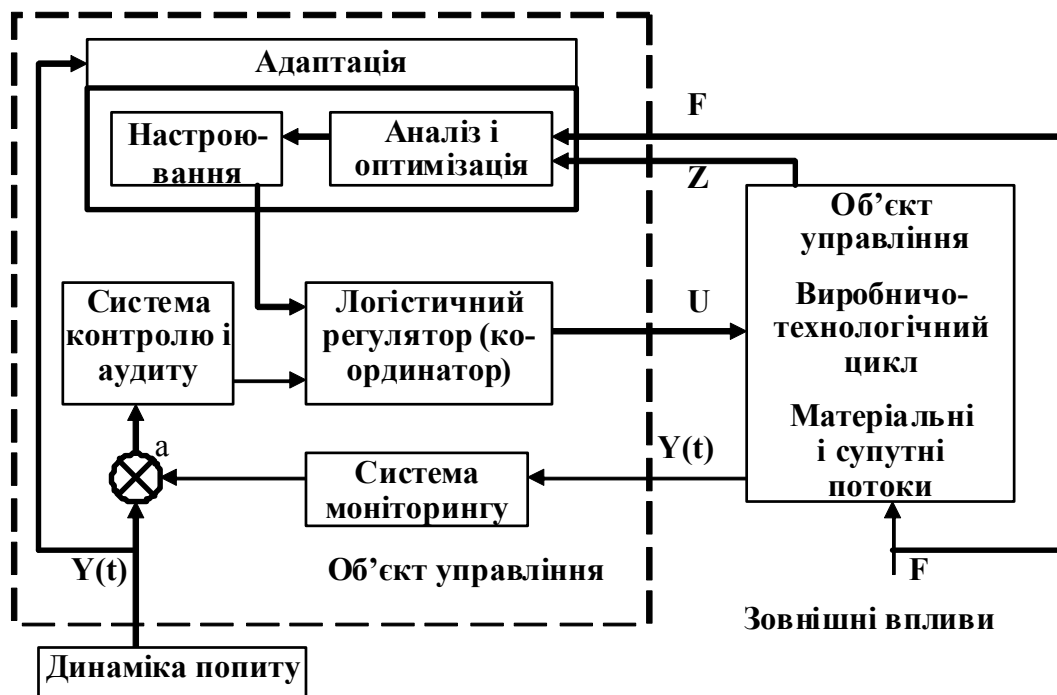 Адаптація
Настрою-
вання
Аналіз і
оптимізація
F
Z
Об’єкт
управління
Виробничо-
технологічний
цикл
Матеріальні
і супутні
потоки
Система
контролю і
аудиту
Логістичний
регулятор (ко-
ординатор)
U
а
Система
моніторингу
Y(t)
Y(t)
Об’єкт управління
F
Зовнішні впливи
Динаміка попиту